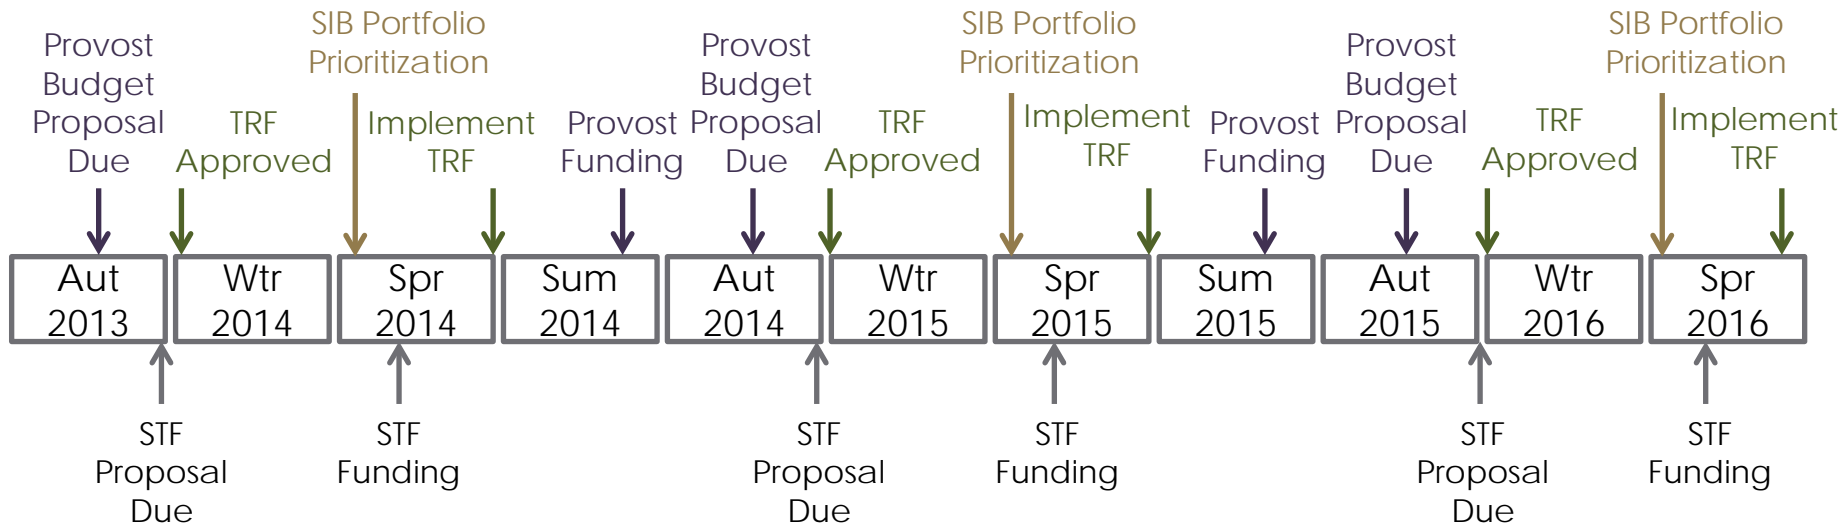 SIB Portfolio
Prioritization
SIB Portfolio
Prioritization
SIB Portfolio
Prioritization
Provost
Budget
Proposal
Due
TRF
Approved
Implement
TRF
Provost
Funding
Provost
Budget
Proposal
Due
TRF
Approved
Implement
TRF
Provost
Funding
Provost
Budget
Proposal
Due
TRF
Approved
Implement
TRF
Aut
2013
Wtr
2014
Spr
2014
Sum
2014
Aut
2014
Wtr
2015
Spr
2015
Sum
2015
Aut
2015
Wtr
2016
Spr
2016
STF
Proposal
Due
STF
Funding
STF
Proposal
Due
STF
Funding
STF
Proposal
Due
STF
Funding